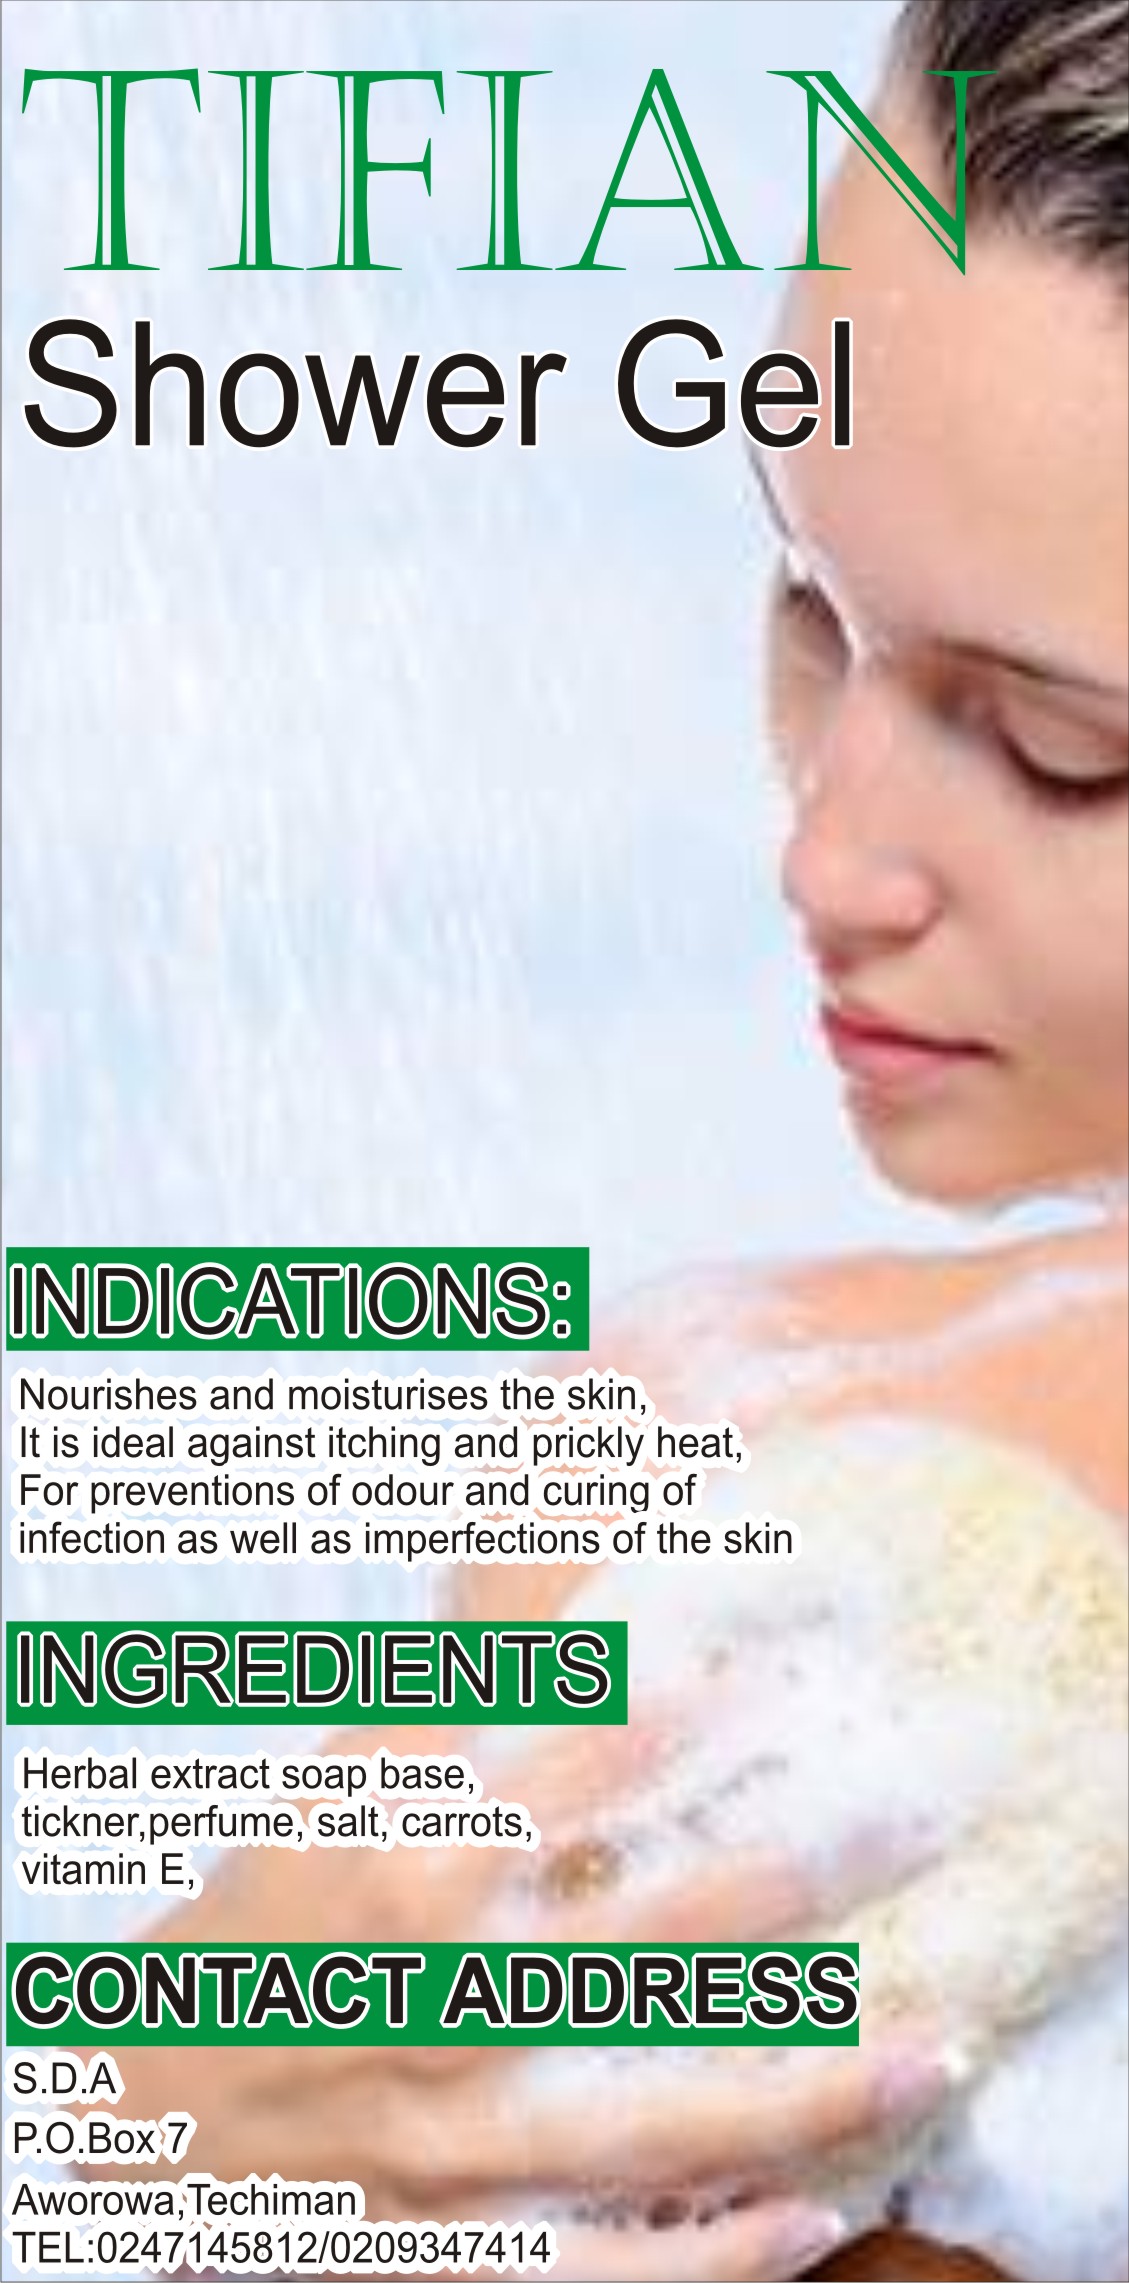 TIFIAN
Shower Gel
INDICATIONS:
Nourishes and moisturises the skin,
It is ideal against itching and prickly heat,
For preventions of odour and curing of
infection as well as imperfections of the skin
INGREDIENTS
Herbal extract soap base,
tickner,perfume, salt, carrots,
vitamin E,
CONTACT ADDRESS
S.D.A
P.O.Box 7
Aworowa,Techiman
TEL:0247145812/0209347414